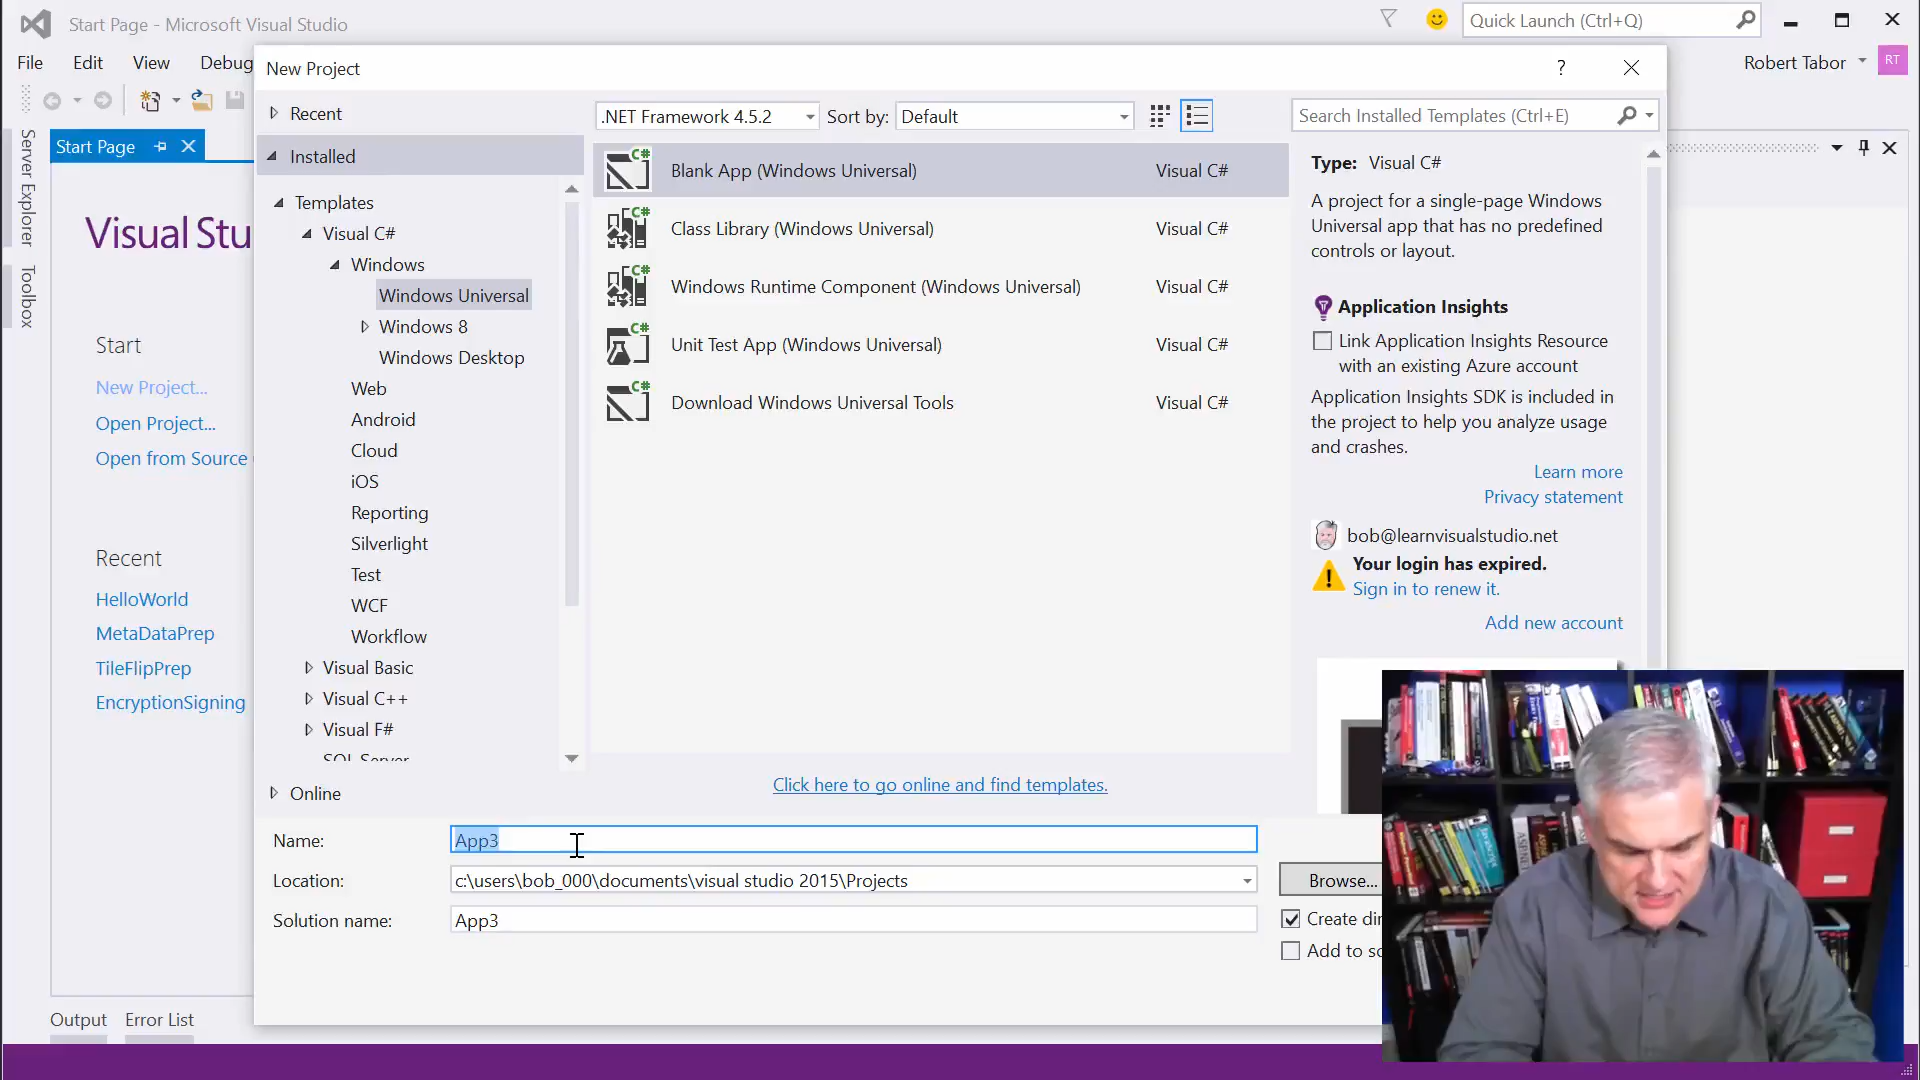 Start Page - Microsoft Visual Studio
Quick Launch (Ctrl+Q)
File Edit View Debug
Robert Tabor
RT
New Project
?
Server Explorer
Toolbox
Start Page
Visual Stu
Start
New Project...
Open Project...
Open from Source
Recent
HelloWorld
MetaDataPrep
TileFlipPrep
EncryptionSigning
Recent
Installed
Templates
Visual C#
Windows
Windows Universal
Windows 8
Windows Desktop
Web
Android
Cloud
iOS
Reporting
Silverlight
Test
WCF
Workflow
Visual Basic
Visual C++
Visual F#
SQL Server
Online
.NET Framework 4.5.2
Sort by: Default
Search Installed Templates (Ctrl+E)
C# Blank App (Windows Universal) Visual C#
C# Class Library (Windows Universal) Visual C#
C# Windows Runtime Component (Windows Universal) Visual C#
C# Unit Test App (Windows Universal) Visual C#
C# Download Windows Universal Tools Visual C#
Click here to go online and find templates.
Type: Visual C#
A project for a single-page Windows
Universal app that has no predefined
controls or layout.
Application Insights
Link Application Insights Resource
with an existing Azure account
Application Insights SDK is included in
the project to help you analyze usage
and crashes.
Learn more
Privacy statement
bob@learnvisualstudio.net
Your login has expired.
Sign in to renew it.
Add new account
Name: App3
Location: c:\users\bob_000\documents\visual studio 2015\Projects
Browse...
Solution name: App3
Create dir
Add to so
Output Error List